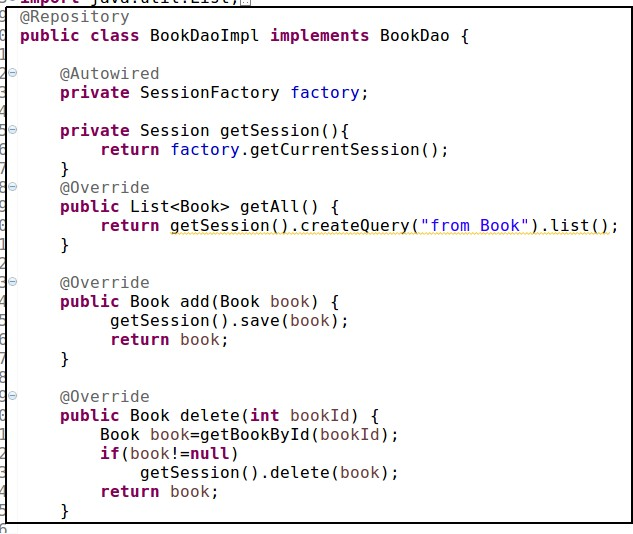 import java.util.List;
@Repository
public class BookDaoImpl implements BookDao {
@Autowired
private SessionFactory factory;
private Session getSession(){
return factory.getCurrentSession();
}
@Override
public List<Book> getAll() {
return getSession().createQuery("from Book").list();
}
@Override
public Book add(Book book) {
getSession().save(book);
return book;
}
@Override
public Book delete(int bookId) {
Book book=getBookById(bookId);
if(book!=null)
getSession().delete(book);
return book;
}